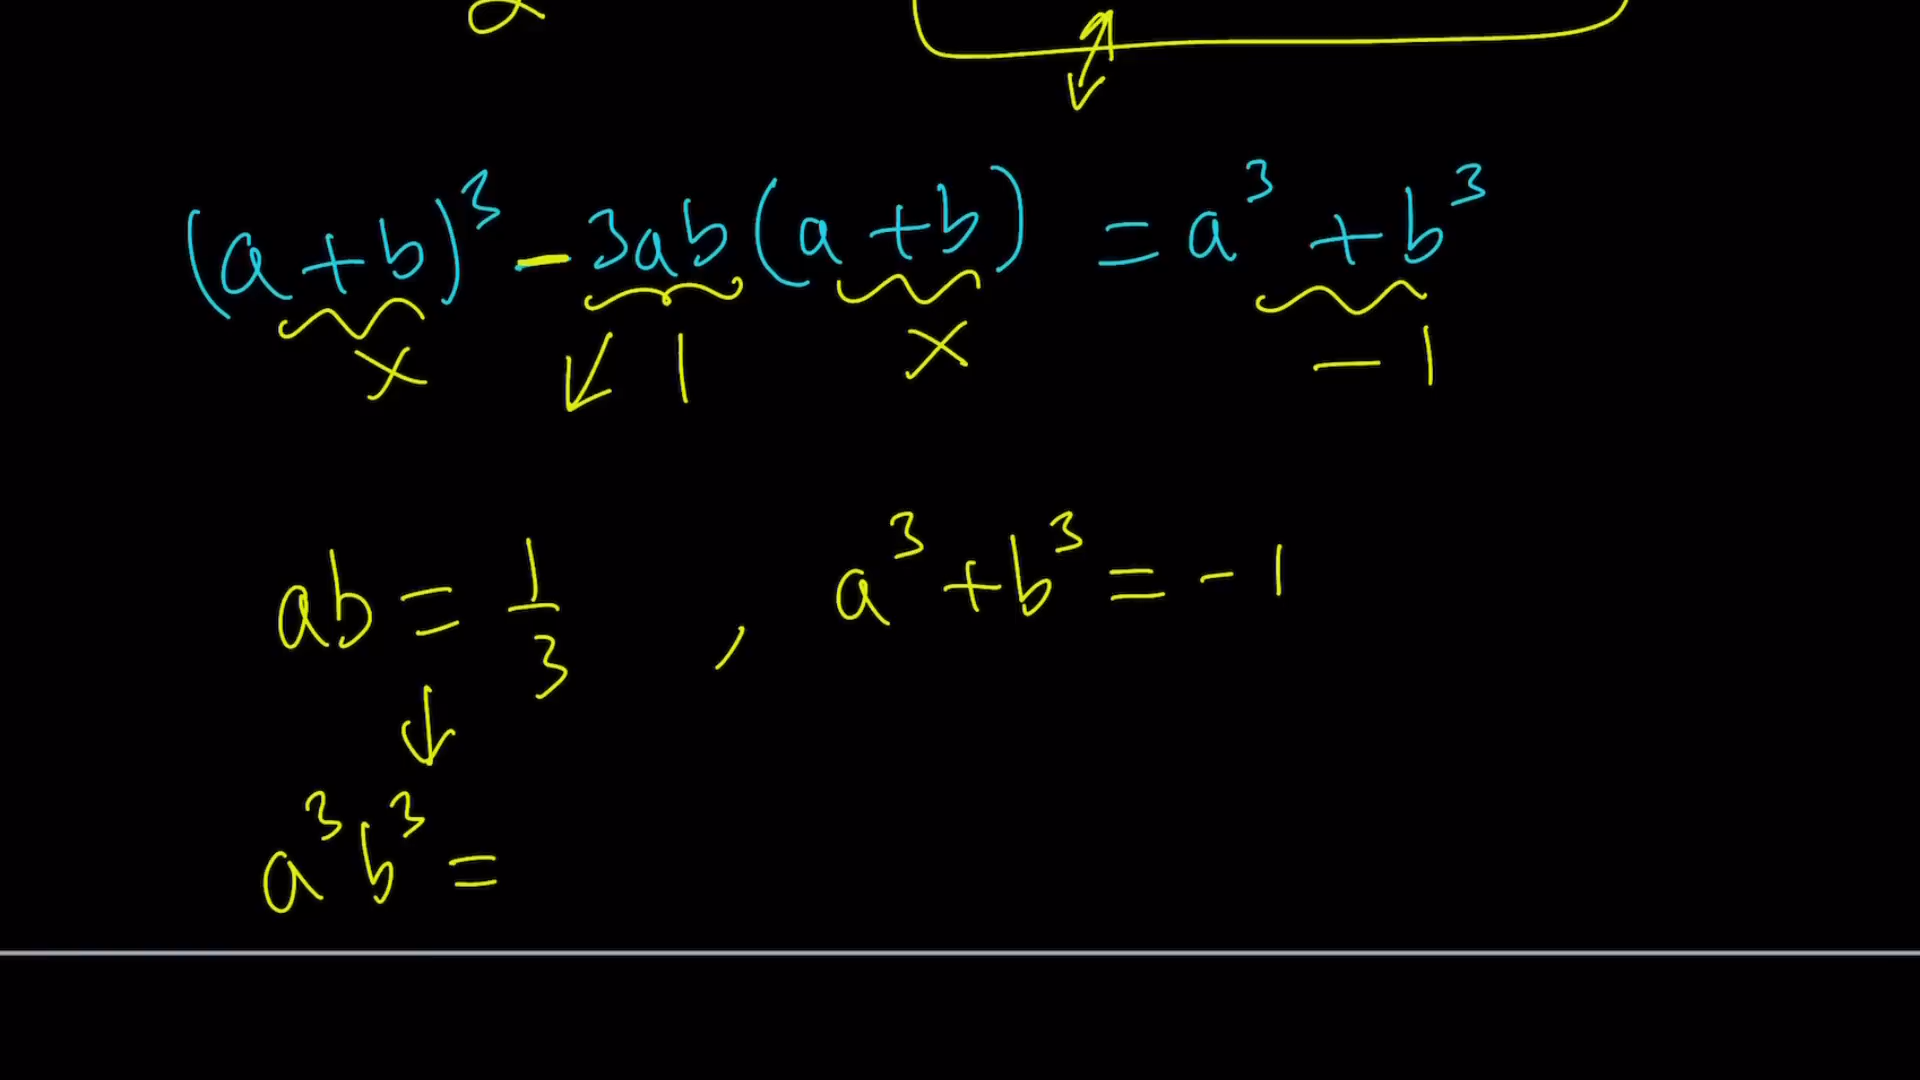 (a+b)³ - 3ab(a+b) = a³ + b³
x 1 x -1
ab = 1/3 , a³ + b³ = -1
a³b³ =